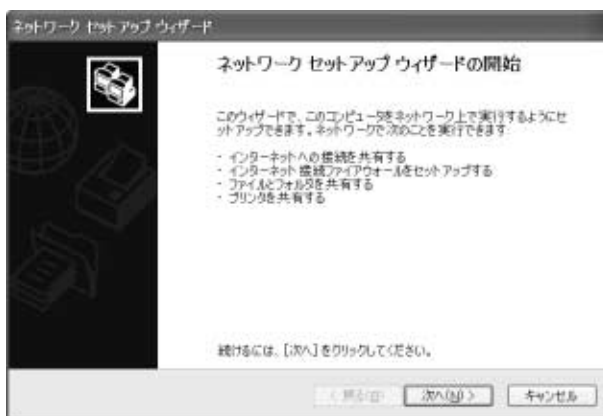 ネットワーク セットアップ ウィザード
ネットワーク セットアップ ウィザードの開始
このウィザードで、このコンピュータをネットワーク上で実行するようにセ
ットアップできます。ネットワークで次のことを実行できます:
・ インターネットへの接続を共有する
・ インターネット接続ファイアウォールをセットアップする
・ ファイルとフォルダを共有する
・ プリンタを共有する
続けるには、[次へ] をクリックしてください。
< 戻る(B) 次へ(N) > キャンセル